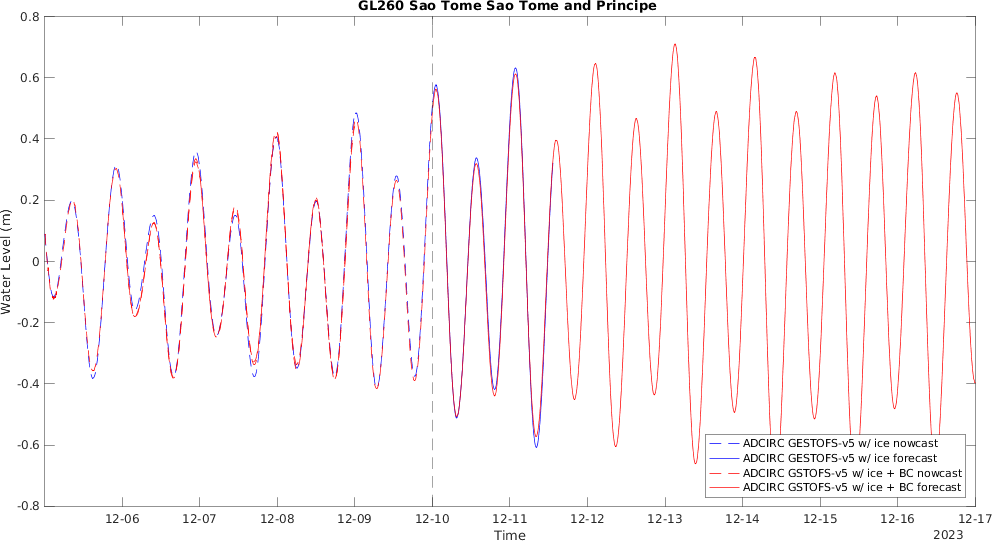 GL260 Sao Tome Sao Tome and Principe
0.8
0.6
0.4
0.2
0
-0.2
-0.4
-0.6
-0.8
Water Level (m)
ADCIRC GESTOFS-v5 w/ ice nowcast
ADCIRC GESTOFS-v5 w/ ice forecast
ADCIRC GSTOFS-v5 w/ ice + BC nowcast
ADCIRC GSTOFS-v5 w/ ice + BC forecast
12-06 12-07 12-08 12-09 12-10 12-11 12-12 12-13 12-14 12-15 12-16 12-17
Time
2023